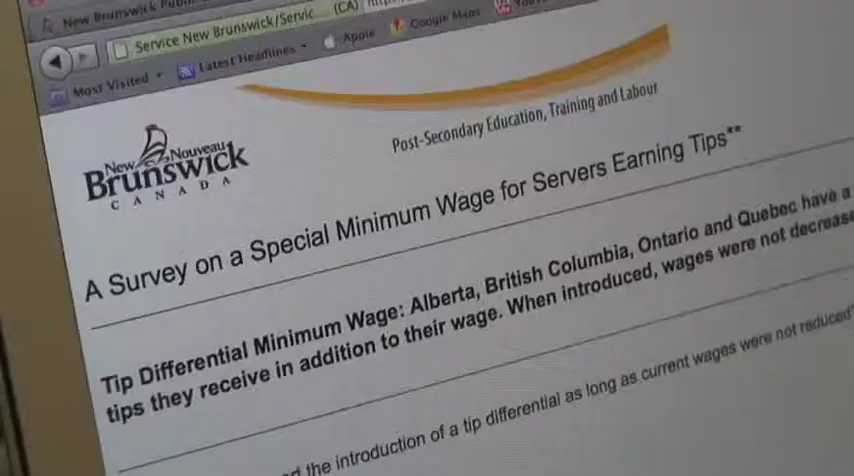 New Brunswick
Service New Brunswick/Servic... (CA)
Most Visited Latest Headlines Apple Google Maps
New Nouveau
Brunswick
CANADA
Post-Secondary Education, Training and Labour
A Survey on a Special Minimum Wage for Servers Earning Tips**
Tip Differential Minimum Wage: Alberta, British Columbia, Ontario and Quebec have a
tips they receive in addition to their wage. When introduced, wages were not decrease
the introduction of a tip differential as long as current wages were not reduced